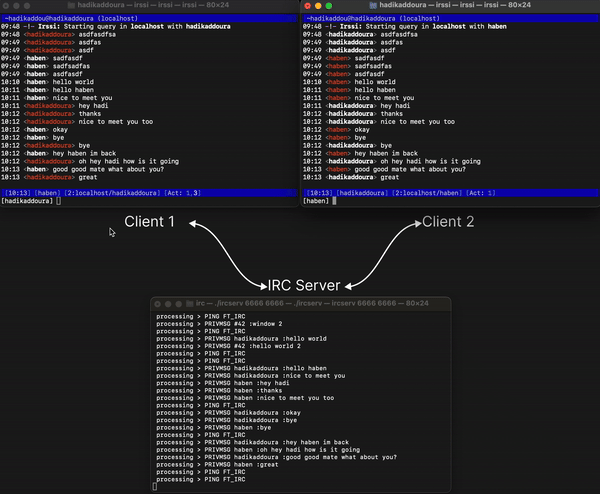 hadikaddoura — irssi — irssi — 80×24
~hadikaddou@hadikaddoura (localhost)
09:48 -!- Irssi: Starting query in localhost with hadikaddoura
09:48 <hadikaddoura> asdfasdfsa
09:49 <hadikaddoura> asdfas
09:49 <hadikaddoura> asdf
09:49 <haben> sadfasdf
09:49 <haben> sadfsadfas
09:49 <haben> asdfasdf
10:10 <haben> hello world
10:11 <haben> hello haben
10:11 <haben> nice to meet you
10:11 <hadikaddoura> hey hadi
10:12 <hadikaddoura> thanks
10:12 <hadikaddoura> nice to meet you too
10:12 <haben> okay
10:12 <haben> bye
10:12 <hadikaddoura> bye
10:12 <haben> hey haben im back
10:12 <hadikaddoura> oh hey hadi how is it going
10:13 <haben> good good mate what about you?
10:13 <hadikaddoura> great
[10:13] [haben] [2:localhost/hadikaddoura] [Act: 1,3]
[hadikaddoura]
hadikaddoura — irssi — irssi — 80×24
~hadikaddou@hadikaddoura (localhost)
09:48 -!- Irssi: Starting query in localhost with haben
09:48 <hadikaddoura> asdfasdfsa
09:49 <hadikaddoura> asdfas
09:49 <hadikaddoura> asdf
09:49 <haben> sadfasdf
09:49 <haben> sadfsadfas
09:49 <haben> asdfasdf
10:10 <haben> hello world
10:11 <haben> hello haben
10:11 <haben> nice to meet you
10:11 <hadikaddoura> hey hadi
10:12 <hadikaddoura> thanks
10:12 <hadikaddoura> nice to meet you too
10:12 <haben> okay
10:12 <haben> bye
10:12 <hadikaddoura> bye
10:12 <haben> hey haben im back
10:12 <hadikaddoura> oh hey hadi how is it going
10:13 <haben> good good mate what about you?
10:13 <hadikaddoura> great
[10:13] [hadikaddoura] [2:localhost/haben] [Act: 1]
[haben]
Client 1
Client 2
IRC Server
irc — ./ircserv 6666 6666 — ./ircserv — ircserv 6666 6666 — 80×24
processing > PING FT_IRC
processing > PRIVMSG #42 :window 2
processing > PING FT_IRC
processing > PRIVMSG hadikaddoura :hello world
processing > PRIVMSG #42 :hello world 2
processing > PING FT_IRC
processing > PING FT_IRC
processing > PRIVMSG hadikaddoura :hello haben
processing > PRIVMSG hadikaddoura :nice to meet you
processing > PRIVMSG haben :hey hadi
processing > PRIVMSG haben :thanks
processing > PRIVMSG haben :nice to meet you too
processing > PING FT_IRC
processing > PRIVMSG hadikaddoura :okay
processing > PRIVMSG hadikaddoura :bye
processing > PRIVMSG haben :bye
processing > PING FT_IRC
processing > PRIVMSG hadikaddoura :hey haben im back
processing > PRIVMSG haben :oh hey hadi how is it going
processing > PRIVMSG hadikaddoura :good good mate what about you?
processing > PRIVMSG haben :great
processing > PING FT_IRC
processing > PING FT_IRC